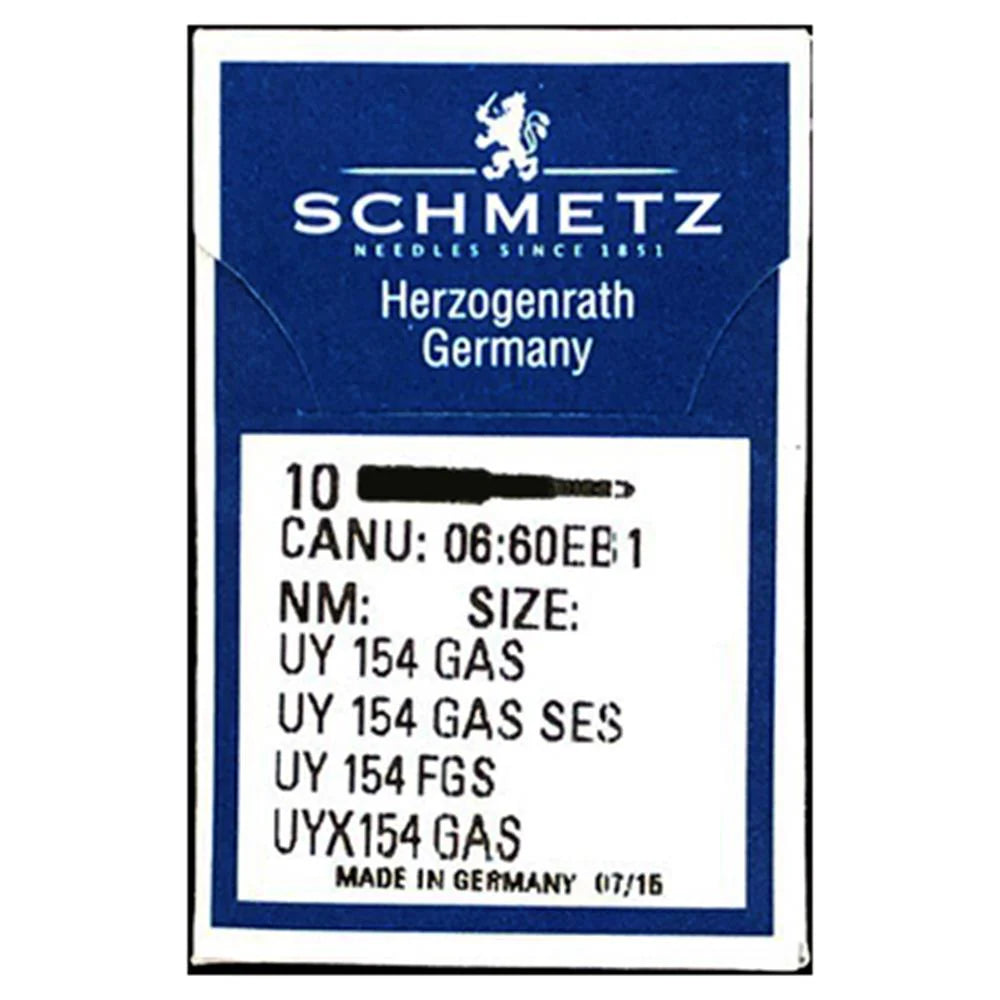 SCHMETZ
NEEDLES SINCE 1851
Herzogenrath
Germany
10
CANU: 06:60EB1
NM: SIZE:
UY 154 GAS
UY 154 GAS SES
UY 154 FGS
UYX154 GAS
MADE IN GERMANY 07/16